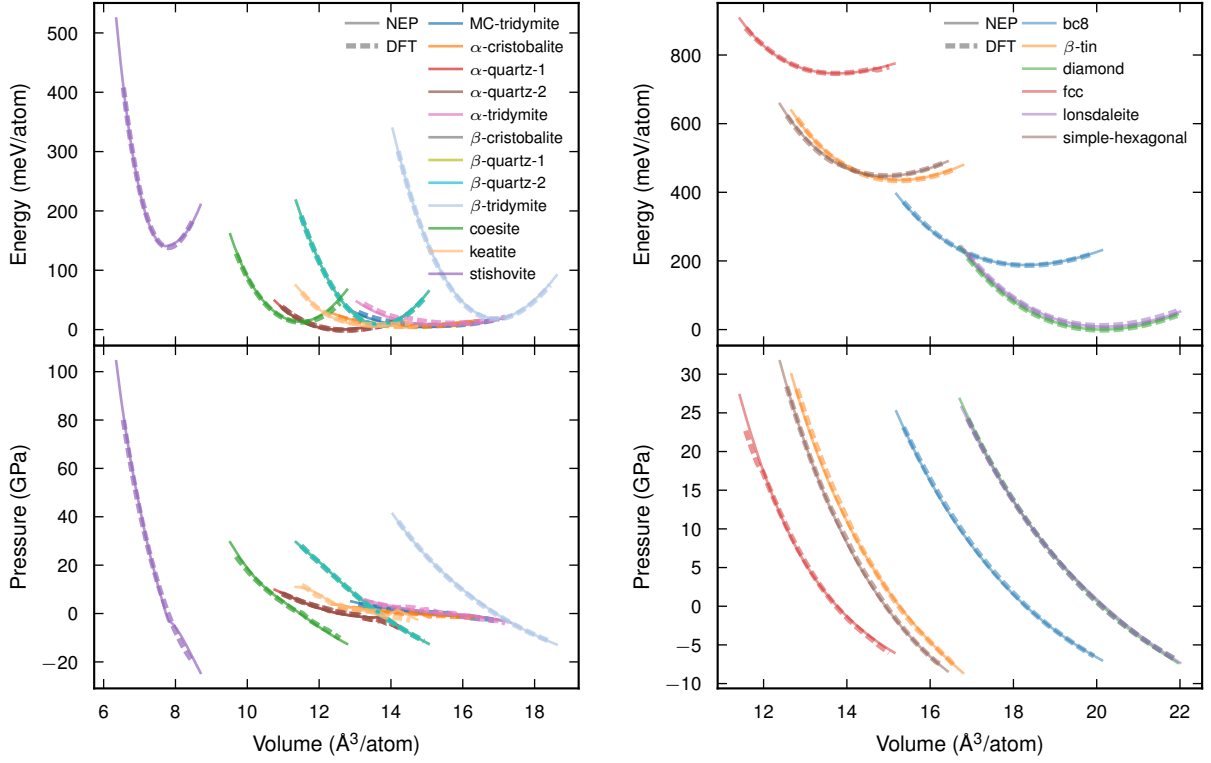 Energy (meV/atom)
500
400
300
200
100
0
NEP
DFT
MC-tridymite
α-cristobalite
α-quartz-1
α-quartz-2
α-tridymite
β-cristobalite
β-quartz-1
β-quartz-2
β-tridymite
coesite
keatite
stishovite
Energy (meV/atom)
800
600
400
200
0
NEP
DFT
bc8
β-tin
diamond
fcc
lonsdaleite
simple-hexagonal
Pressure (GPa)
100
80
60
40
20
0
−20
6 8 10 12 14 16 18
Volume (Å³/atom)
Pressure (GPa)
30
25
20
15
10
5
0
−5
−10
12 14 16 18 20 22
Volume (Å³/atom)